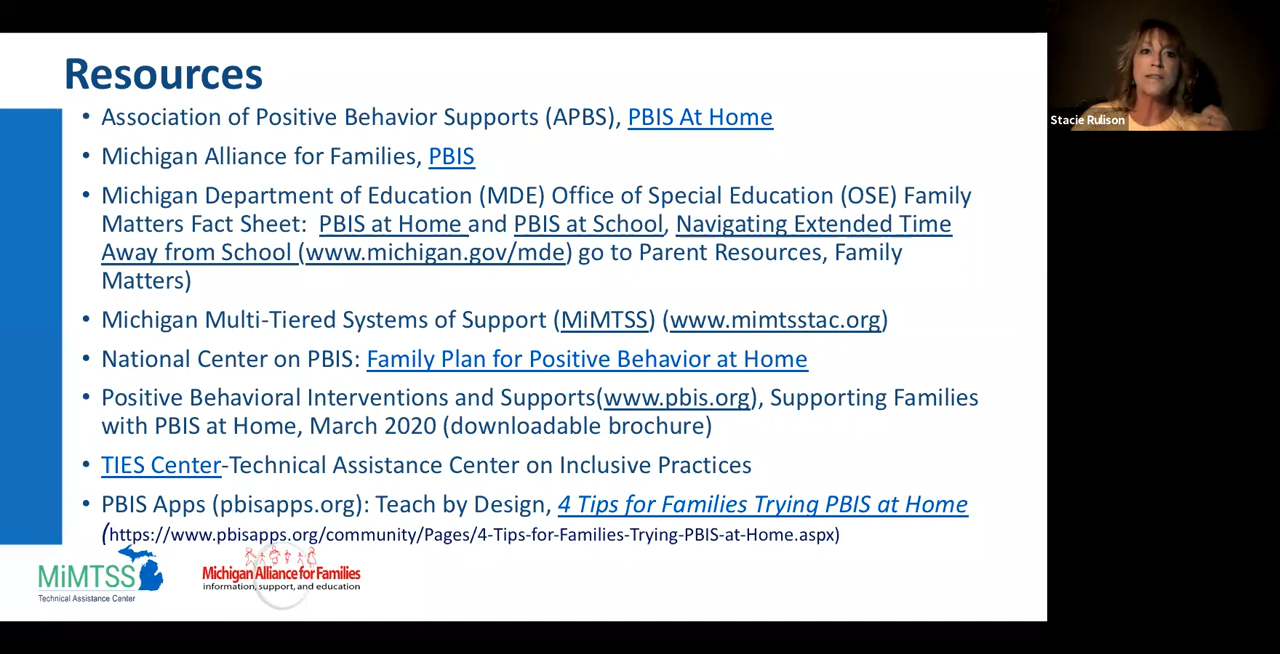 Resources
• Association of Positive Behavior Supports (APBS), PBIS At Home
• Michigan Alliance for Families, PBIS
• Michigan Department of Education (MDE) Office of Special Education (OSE) Family
Matters Fact Sheet: PBIS at Home and PBIS at School, Navigating Extended Time
Away from School (www.michigan.gov/mde) go to Parent Resources, Family
Matters)
• Michigan Multi-Tiered Systems of Support (MiMTSS) (www.mimtsstac.org)
• National Center on PBIS: Family Plan for Positive Behavior at Home
• Positive Behavioral Interventions and Supports(www.pbis.org), Supporting Families
with PBIS at Home, March 2020 (downloadable brochure)
• TIES Center-Technical Assistance Center on Inclusive Practices
• PBIS Apps (pbisapps.org): Teach by Design, 4 Tips for Families Trying PBIS at Home
(https://www.pbisapps.org/community/Pages/4-Tips-for-Families-Trying-PBIS-at-Home.aspx)
MiMTSS
Technical Assistance Center
Michigan Alliance for Families
information, support, and education
Stacie Rulison